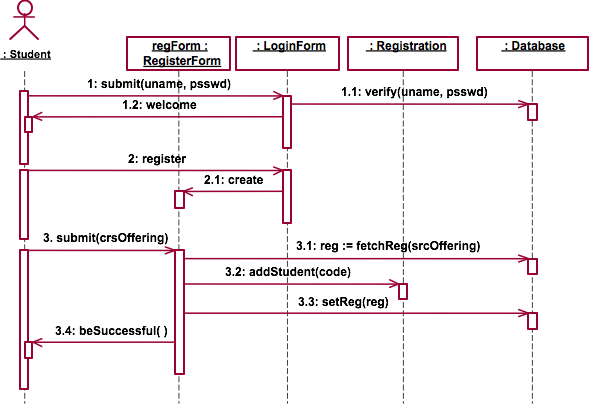 : Student
regForm :
RegisterForm
: LoginForm
: Registration
: Database
1: submit(uname, psswd)
1.1: verify(uname, psswd)
1.2: welcome
2: register
2.1: create
3. submit(crsOffering)
3.1: reg := fetchReg(srcOffering)
3.2: addStudent(code)
3.3: setReg(reg)
3.4: beSuccessful( )